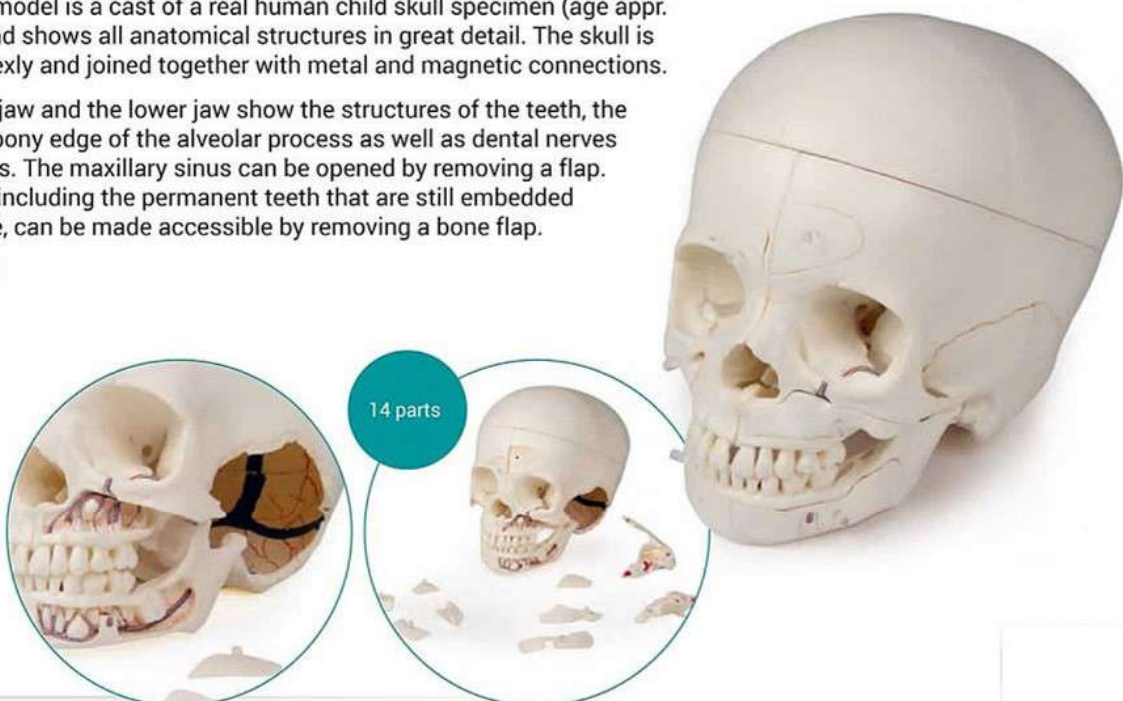 model is a cast of a real human child skull specimen (age appr.
shows all anatomical structures in great detail. The skull is
and joined together with metal and magnetic connections.
jaw and the lower jaw show the structures of the teeth, the
bony edge of the alveolar process as well as dental nerves
The maxillary sinus can be opened by removing a flap.
including the permanent teeth that are still embedded
can be made accessible by removing a bone flap.
14 parts